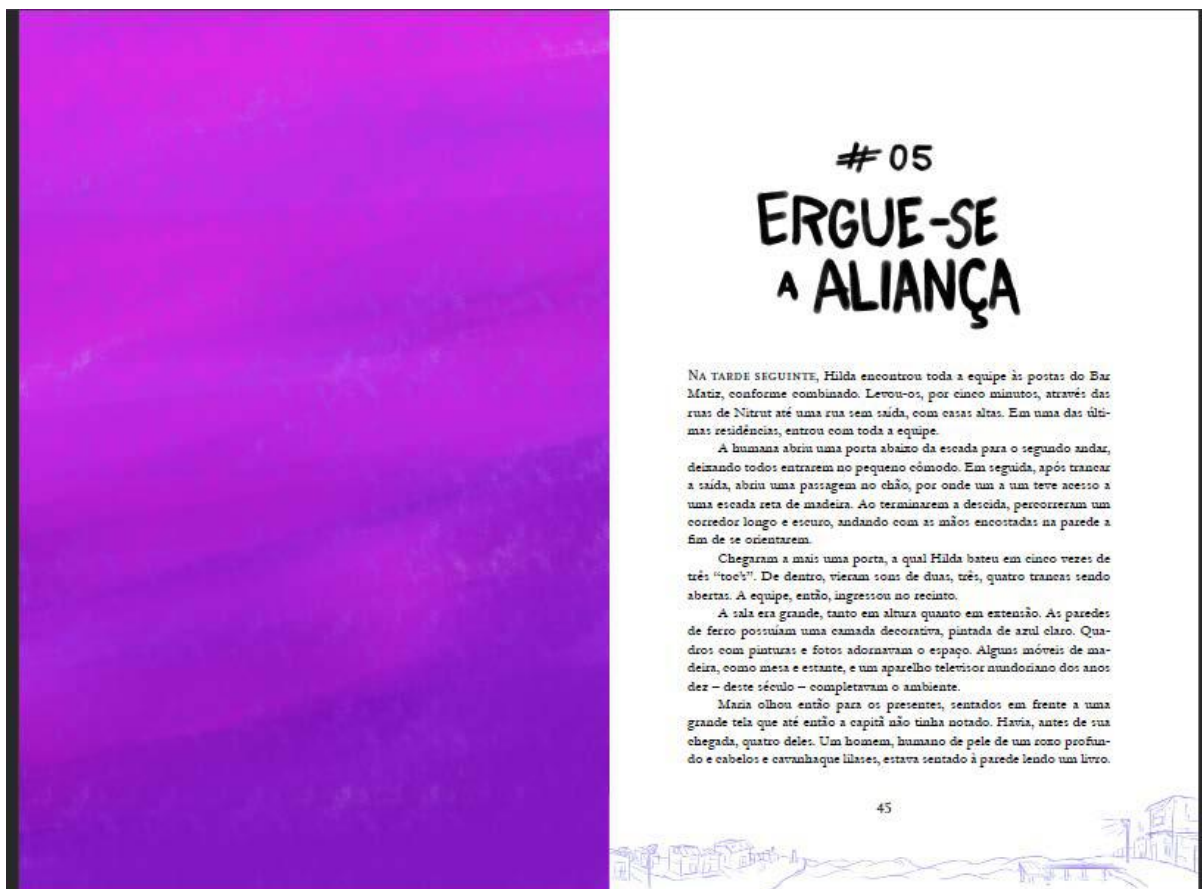 # 05
ERGUE-SE
A ALIANÇA
NA TARDE SEGUINTE, Hilda encontrou toda a equipe às postas do Bar
Matiz, conforme combinado. Levou-os, por cinco minutos, através das
ruas de Nitrut até uma rua sem saída, com casas altas. Em uma das últi-
mas residências, entrou com toda a equipe.
A humana abriu uma porta abaixo da escada para o segundo andar,
deixando todos entrarem no pequeno cômodo. Em seguida, após trancar
a saída, abriu uma passagem no chão, por onde um a um teve acesso a
uma escada reta de madeira. Ao terminarem a descida, percorreram um
corredor longo e escuro, andando com as mãos encostadas na parede a
fim de se orientarem.
Chegaram a mais uma porta, a qual Hilda bateu em cinco vezes de
três “toc’s”. De dentro, vieram sons de duas, três, quatro trancas sendo
abertas. A equipe, então, ingressou no recinto.
A sala era grande, tanto em altura quanto em extensão. As paredes
de ferro possuíam uma camada decorativa, pintada de azul claro. Qua-
dros com pinturas e fotos adornavam o espaço. Alguns móveis de ma-
deira, como mesa e estante, e um aparelho televisor nundoriano dos anos
dez – deste século – completavam o ambiente.
Maria olhou então para os presentes, sentados em frente a uma
grande tela que até então a capitã não tinha notado. Havia, antes de sua
chegada, quatro deles. Um homem, humano de pele de um roxo profun-
do e cabelos e cavanhaque lilases, estava sentado à parede lendo um livro.
45